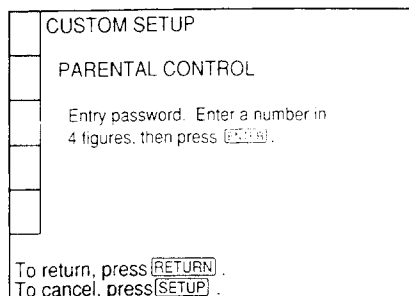 CUSTOM SETUP
PARENTAL CONTROL
Entry password. Enter a number in
4 figures, then press ENTER.
To return, press RETURN.
To cancel, press SETUP.